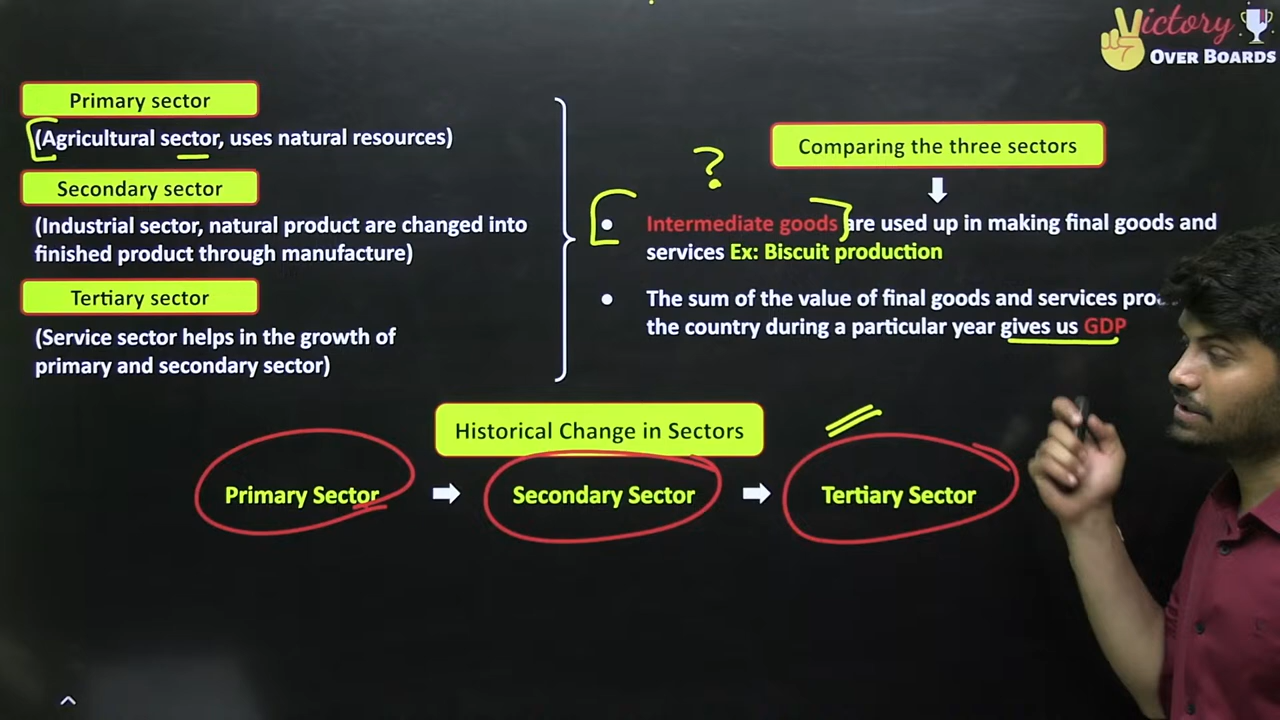 Victory
OVER BOARDS
Primary sector
(Agricultural sector, uses natural resources)
Secondary sector
(Industrial sector, natural product are changed into
finished product through manufacture)
Tertiary sector
(Service sector helps in the growth of
primary and secondary sector)
Comparing the three sectors
?
• Intermediate goods are used up in making final goods and
services Ex: Biscuit production
• The sum of the value of final goods and services
the country during a particular year gives us GDP
Historical Change in Sectors
Primary Sector
Secondary Sector
Tertiary Sector